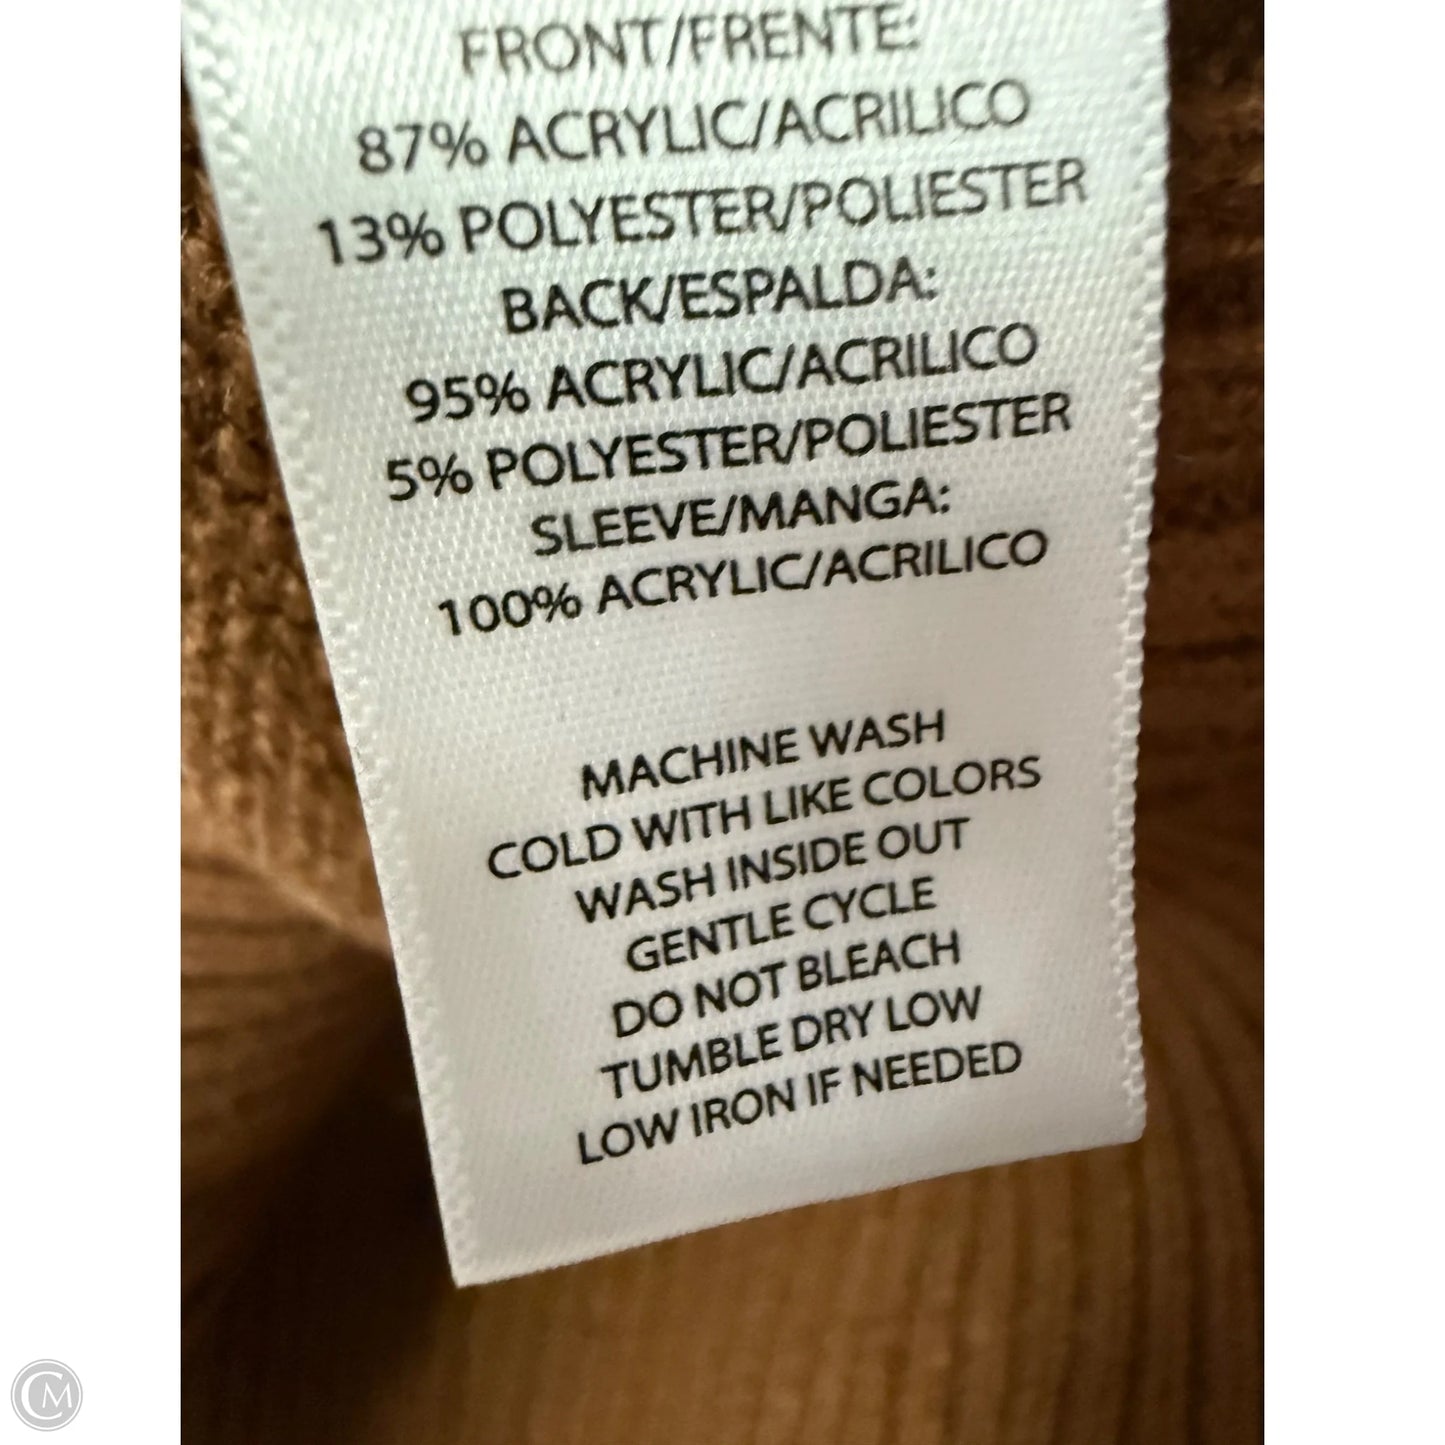 FRONT/FRENTE:
87% ACRYLIC/ACRILICO
13% POLYESTER/POLIESTER
BACK/ESPALDA:
95% ACRYLIC/ACRILICO
5% POLYESTER/POLIESTER
SLEEVE/MANGA:
100% ACRYLIC/ACRILICO
MACHINE WASH
COLD WITH LIKE COLORS
WASH INSIDE OUT
GENTLE CYCLE
DO NOT BLEACH
TUMBLE DRY LOW
LOW IRON IF NEEDED
CM